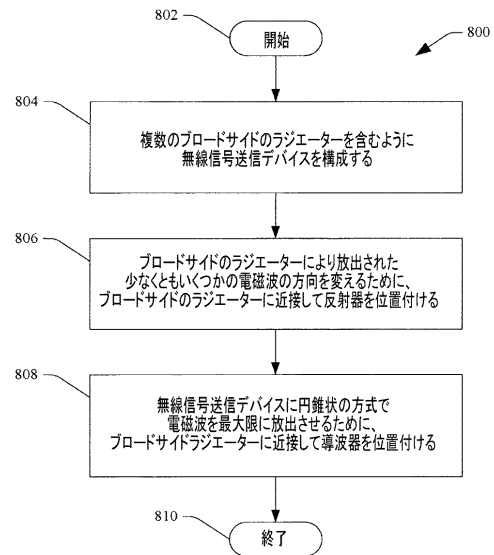 802
開始
800
804
複数のブロードサイドのラジエーターを含むように
無線信号送信デバイスを構成する
806
ブロードサイドのラジエーターにより放出された
少なくともいくつかの電磁波の方向を変えるために、
ブロードサイドのラジエーターに近接して反射器を位置付ける
808
無線信号送信デバイスに円錐状の方式で
電磁波を最大限に放出させるために、
ブロードサイドラジエーターに近接して導波器を位置付ける
810
終了